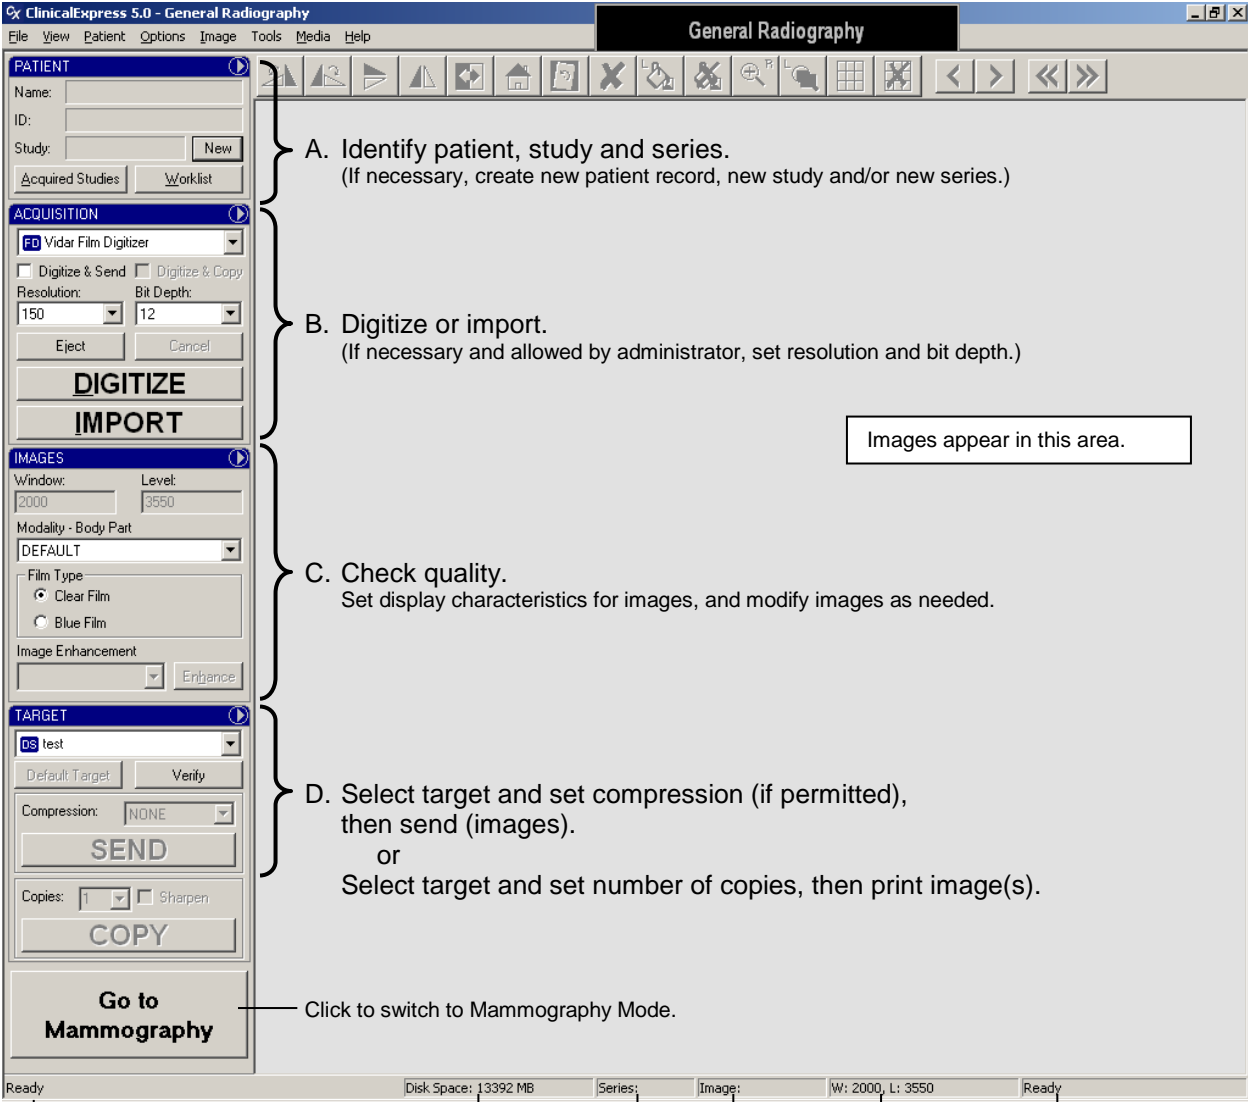 ClinicalExpress 5.0 - General Radiography
General Radiography
File View Patient Options Image Tools Media Help
PATIENT
Name:
ID:
Study: New
Acquired Studies Worklist
A. Identify patient, study and series.
(If necessary, create new patient record, new study and/or new series.)
ACQUISITION
FD Vidar Film Digitizer
Digitize & Send Digitize & Copy
Resolution: Bit Depth:
150 12
Eject Cancel
DIGITIZE
IMPORT
B. Digitize or import.
(If necessary and allowed by administrator, set resolution and bit depth.)
Images appear in this area.
IMAGES
Window: Level:
2000 3550
Modality - Body Part
DEFAULT
Film Type
Clear Film
Blue Film
Image Enhancement
Enhance
C. Check quality.
Set display characteristics for images, and modify images as needed.
TARGET
DS test
Default Target Verify
Compression: NONE
SEND
Copies: 1 Sharpen
COPY
D. Select target and set compression (if permitted),
then send (images).
or
Select target and set number of copies, then print image(s).
Go to
Mammography
Click to switch to Mammography Mode.
Ready Disk Space: 13392 MB Series: Image: W: 2000, L: 3550 Ready